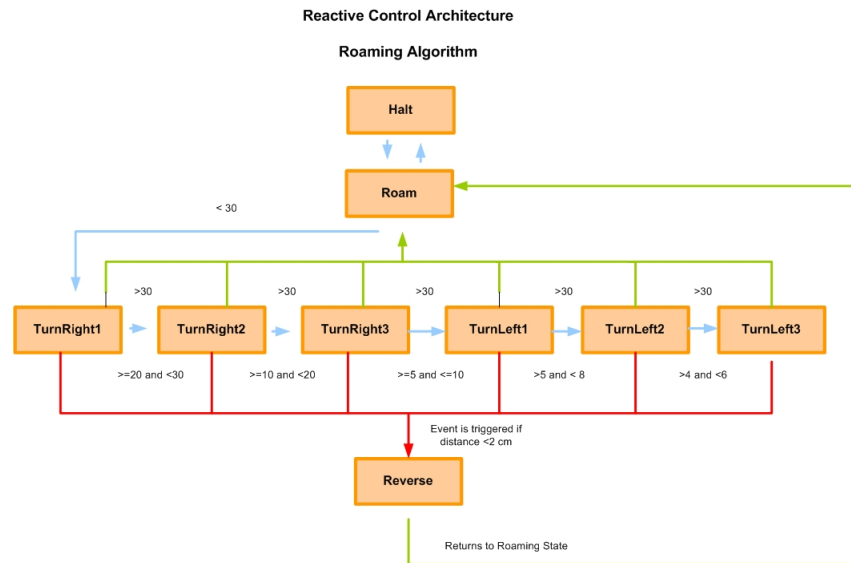 Reactive Control Architecture
Roaming Algorithm
Halt
Roam
< 30
>30
>30
>30
>30
>30
TurnRight1
TurnRight2
TurnRight3
TurnLeft1
TurnLeft2
TurnLeft3
>=20 and <30
>=10 and <20
>=5 and <=10
>5 and < 8
>4 and <6
Event is triggered if
distance <2 cm
Reverse
Returns to Roaming State